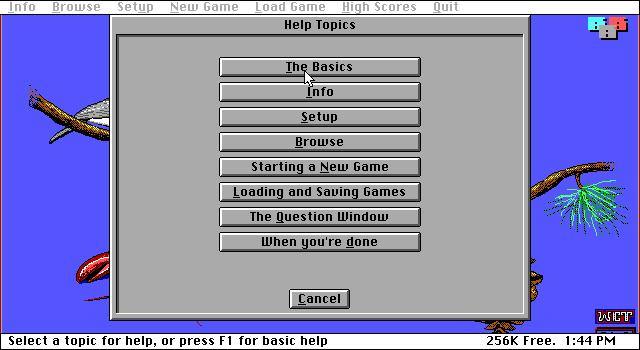 Info Browse Setup New Game Load Game High Scores Quit
Help Topics
The Basics
Info
Setup
Browse
Starting a New Game
Loading and Saving Games
The Question Window
When you're done
Cancel
WCT
Select a topic for help, or press F1 for basic help 256K Free. 1:44 PM